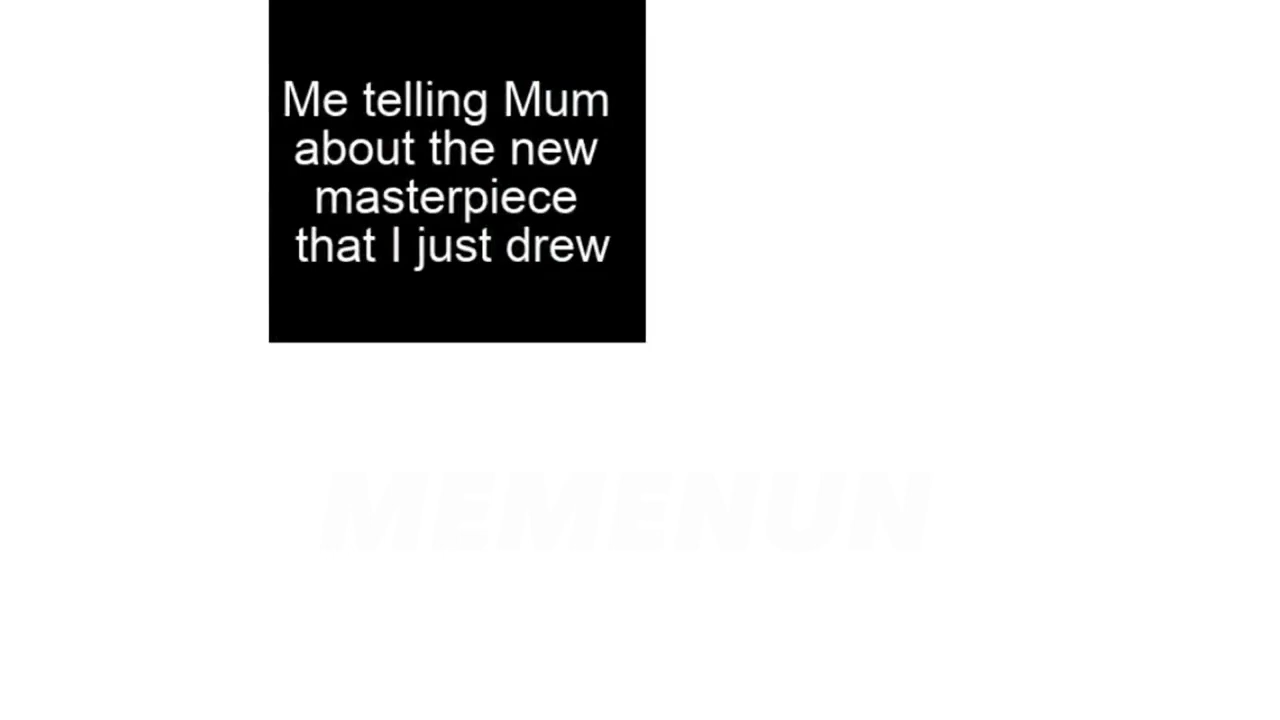 Me telling Mum
about the new
masterpiece
that I just drew
MEMENUN